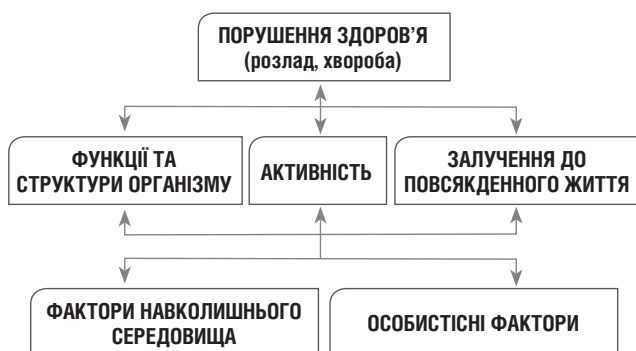 ПОРУШЕННЯ ЗДОРОВ'Я
(розлад, хвороба)
ФУНКЦІЇ ТА
СТРУКТУРИ ОРГАНІЗМУ
АКТИВНІСТЬ
ЗАЛУЧЕННЯ ДО
ПОВСЯКДЕННОГО ЖИТТЯ
ФАКТОРИ НАВКОЛИШНЬОГО
СЕРЕДОВИЩА
ОСОБИСТІСНІ ФАКТОРИ